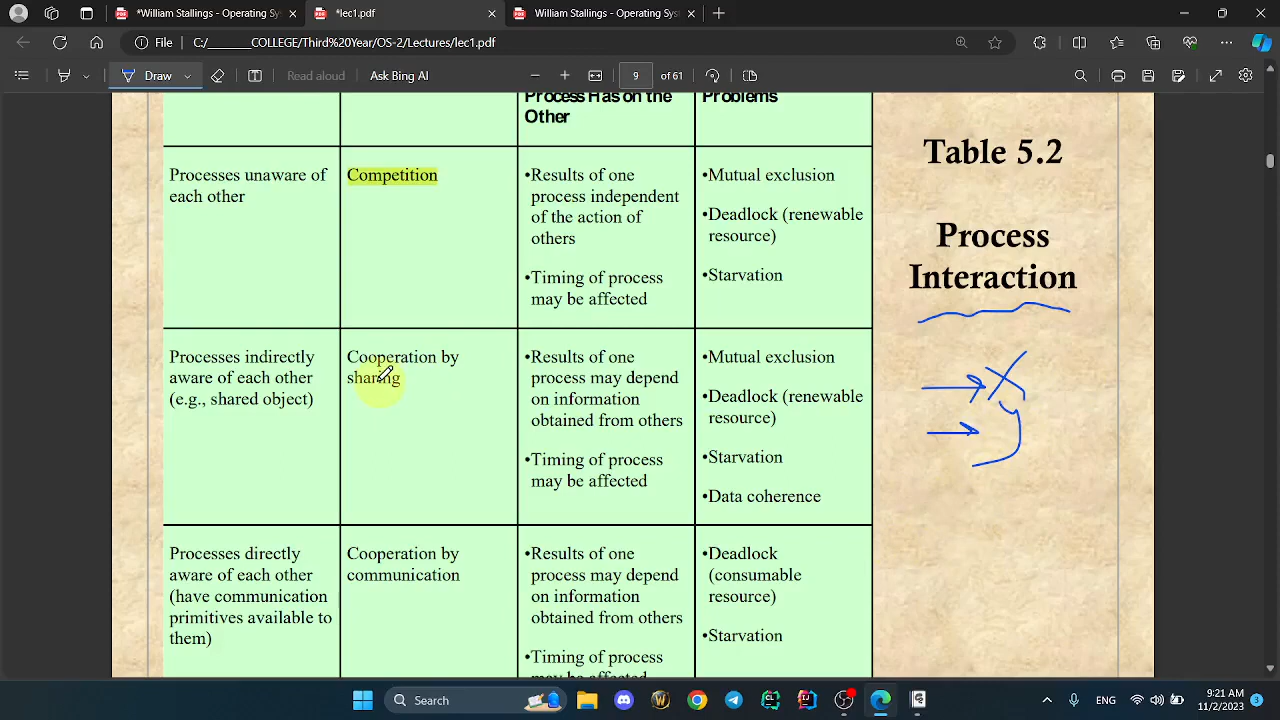 *William Stallings - Operating Sy
*lec1.pdf
William Stallings - Operating Syst
File
C:/______COLLEGE/Third%20Year/OS-2/Lectures/lec1.pdf
Draw
Read aloud
Ask Bing AI
9
of 61
Process Has on the
Other
Problems
Processes unaware of
each other
Competition
•Results of one
process independent
of the action of
others
•Timing of process
may be affected
•Mutual exclusion
•Deadlock (renewable
resource)
•Starvation
Processes indirectly
aware of each other
(e.g., shared object)
Cooperation by
sharing
•Results of one
process may depend
on information
obtained from others
•Timing of process
may be affected
•Mutual exclusion
•Deadlock (renewable
resource)
•Starvation
•Data coherence
Processes directly
aware of each other
(have communication
primitives available to
them)
Cooperation by
communication
•Results of one
process may depend
on information
obtained from others
•Timing of process
may be affected
•Deadlock
(consumable
resource)
•Starvation
Table 5.2
Process
Interaction
Search
ENG
9:21 AM
11/2/2023
3